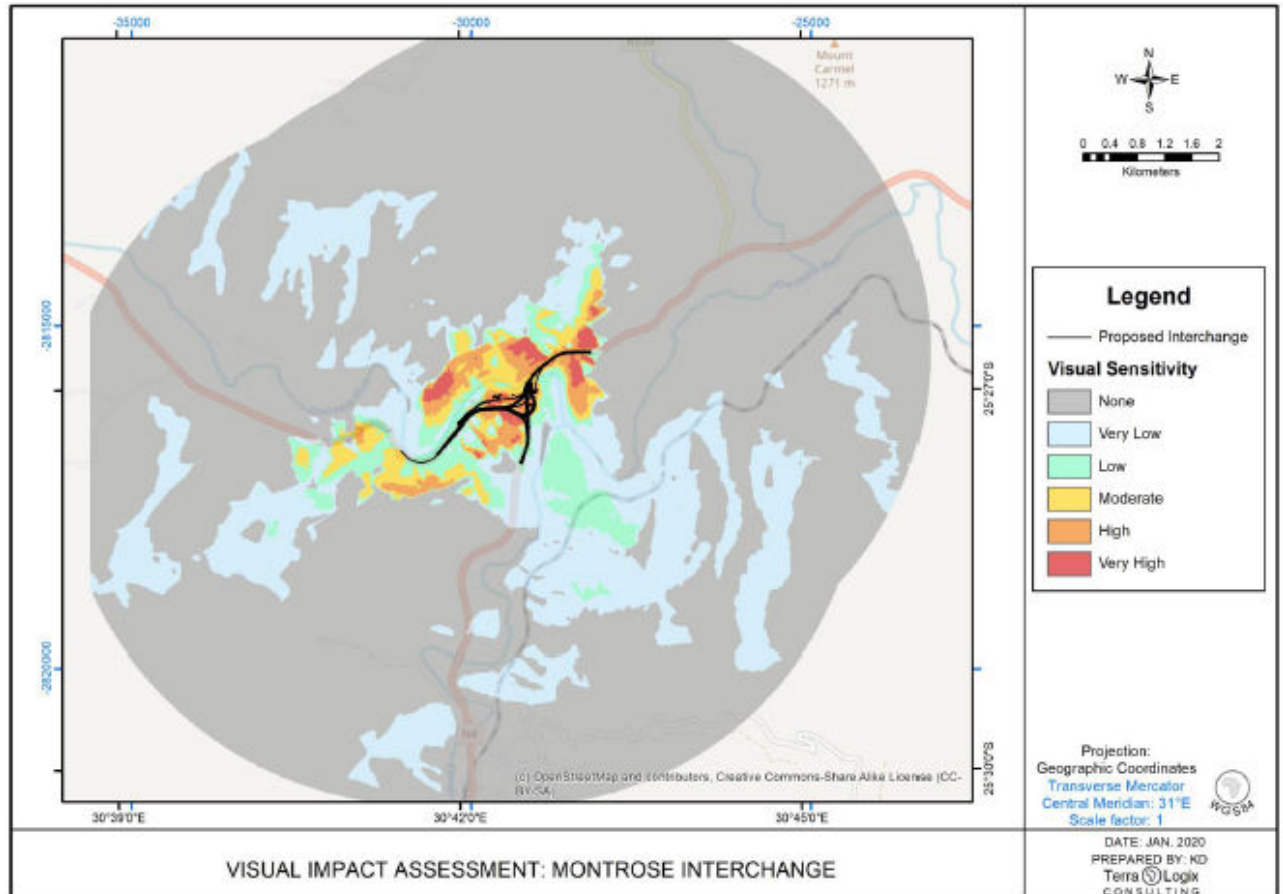 -35000
-30000
-25000
Mount
Carmel
1271 m
N
W
E
S
0 0.4 0.8 1.2 1.6 2
Kilometers
Legend
Proposed Interchange
Visual Sensitivity
None
Very Low
Low
Moderate
High
Very High
-2815000
25°27'0"S
-2820000
25°30'0"S
N4
(c) OpenStreetMap and contributors, Creative Commons-Share Alike License (CC-
BY-SA)
30°39'0"E
30°42'0"E
30°45'0"E
Projection:
Geographic Coordinates
Transverse Mercator
Central Meridian: 31°E
Scale factor: 1
WGS84
VISUAL IMPACT ASSESSMENT: MONTROSE INTERCHANGE
DATE: JAN. 2020
PREPARED BY: KD
Terra Logix
CONSULTING